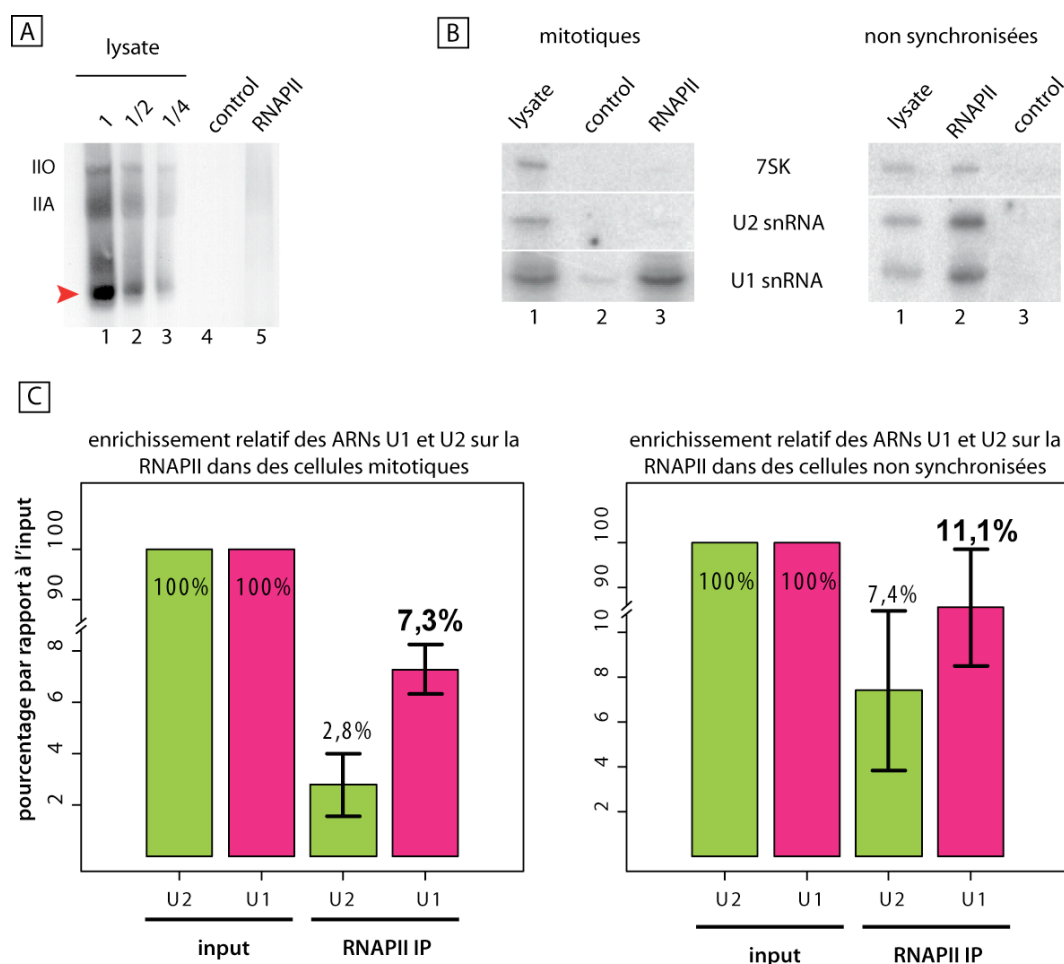 A
lysate
1 1/2 1/4 control RNAPII
IIO
IIA
1 2 3 4 5
B
mitotiques non synchronisées
lysate control RNAPII lysate RNAPII control
7SK
U2 snRNA
U1 snRNA
1 2 3 1 2 3
C
enrichissement relatif des ARNs U1 et U2 sur la
RNAPII dans des cellules mitotiques
pourcentage par rapport à l'input
100
90
8
6
4
2
100% 100% 2,8% 7,3%
U2 U1 U2 U1
input RNAPII IP
enrichissement relatif des ARNs U1 et U2 sur la
RNAPII dans des cellules non synchronisées
100
90
10
8
6
4
2
100% 100% 7,4% 11,1%
U2 U1 U2 U1
input RNAPII IP